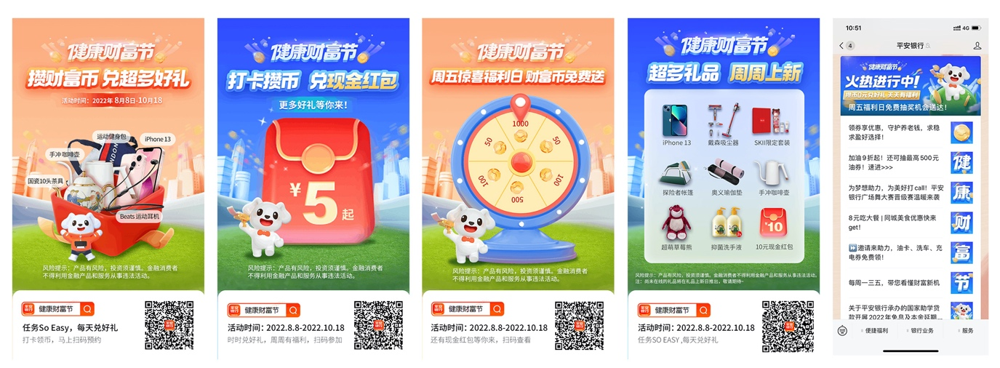 健康财富节
攒财富币 兑超多好礼
活动时间：2022年 8月8日-10月18
运动健身包
iPhone 13
手冲咖啡壶
国瓷10头茶具
Beats 运动耳机
风险提示：产品有风险，投资须谨慎。金融消费者
不得利用金融产品和服务从事违法活动。
平安银行
健康财富节
任务So Easy，每天兑好礼
打卡领币，马上扫码预约
健康财富节
打卡攒币 兑现金红包
更多好礼等你来！
¥5起
风险提示：产品有风险，投资须谨慎。金融消费者
不得利用金融产品和服务从事违法活动。
平安银行
健康财富节
活动时间：2022.8.8-2022.10.18
时时兑好礼，周周有福利，扫码参加
健康财富节
周五惊喜福利日 财富币免费送
1000
50
50
100
100
500
风险提示：产品有风险，投资须谨慎。金融消费者
不得利用金融产品和服务从事违法活动。
平安银行
健康财富节
活动时间：2022.8.8-2022.10.18
还有现金红包等你来，扫码查看
健康财富节
超多礼品 周周上新
iPhone 13
戴森吸尘器
SKII限定套装
探险者帐篷
奥义瑜伽垫
手冲咖啡壶
¥10
超萌草莓熊
抑菌洗手液
10元现金红包
风险提示：产品有风险，投资须谨慎。金融消费者不得利用金融产品和服务从事违法活动。
注：尚未在线的礼品将在礼品上新日推出，敬请期待~
平安银行
健康财富节
活动时间：2022.8.8-2022.10.18
任务SO EASY ,每天兑好礼
10:51
4G
4
平安银行
健康财富节
火热进行中！
攒币0元兑好礼 天天有福利
周五福利日免费抽奖机会送达！
领券享优惠，守护养老钱，求稳
求盈好选择！
加油9折起！还可抽最高500元
油券！速进>>>
健
为梦想助力，为美好打call！平安
银行广场舞大赛晋级赛温暖来袭
康
8元吃大餐 | 同城美食优惠快来
get！
财
邀请来助力，油卡、洗车、充
电券免费领！
富
每周一三五，带您看懂财富新机
节
关于平安银行承办的国家助学贷
款开展2022年免息及本金延期...
便捷福利
银行业务
服务